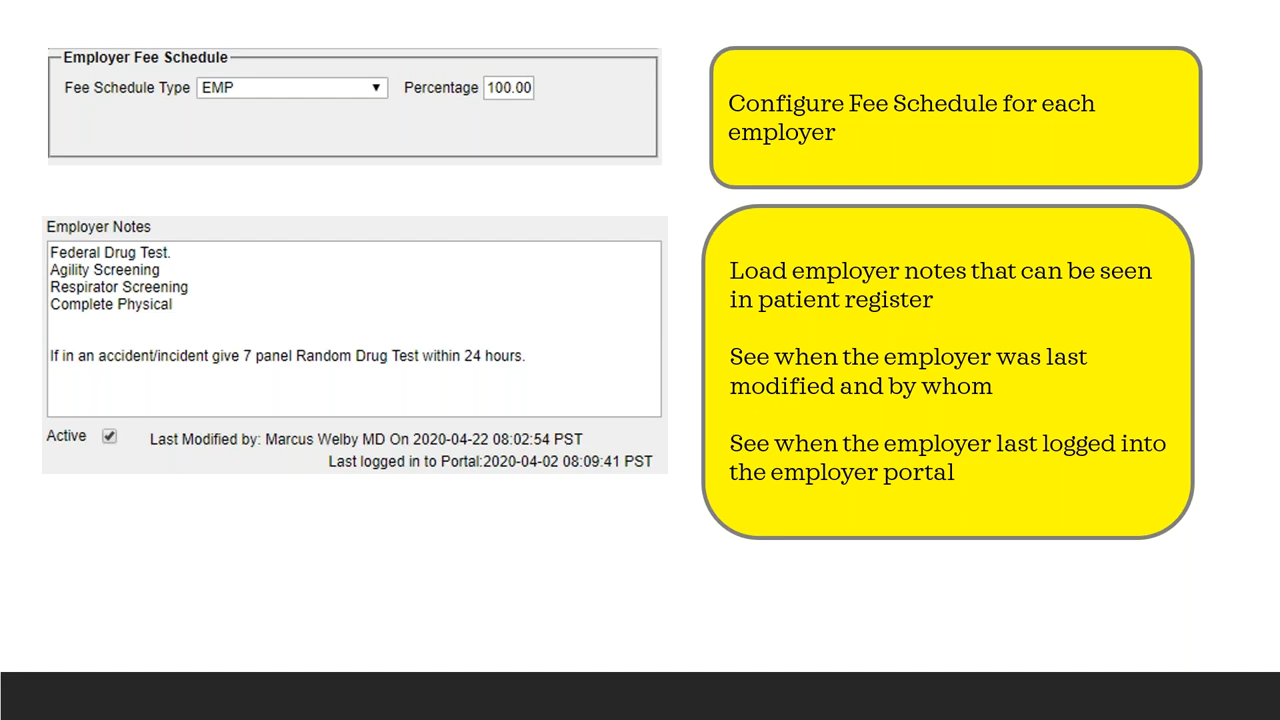 Employer Fee Schedule
Fee Schedule Type EMP Percentage 100.00
Configure Fee Schedule for each
employer
Employer Notes
Federal Drug Test.
Agility Screening
Respirator Screening
Complete Physical
If in an accident/incident give 7 panel Random Drug Test within 24 hours.
Active Last Modified by: Marcus Welby MD On 2020-04-22 08:02:54 PST
Last logged in to Portal:2020-04-02 08:09:41 PST
Load employer notes that can be seen
in patient register
See when the employer was last
modified and by whom
See when the employer last logged into
the employer portal